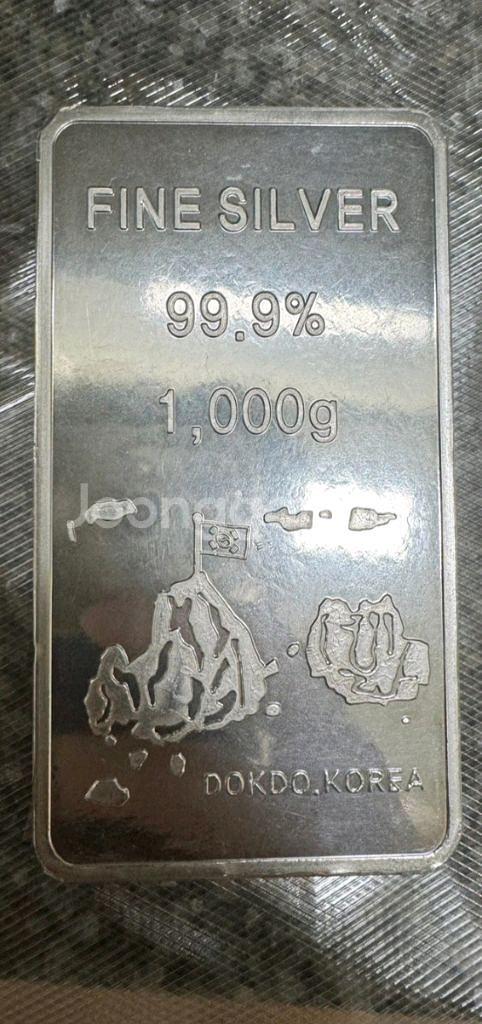 FINE SILVER
99.9%
1,000g
DOKDO.KOREA